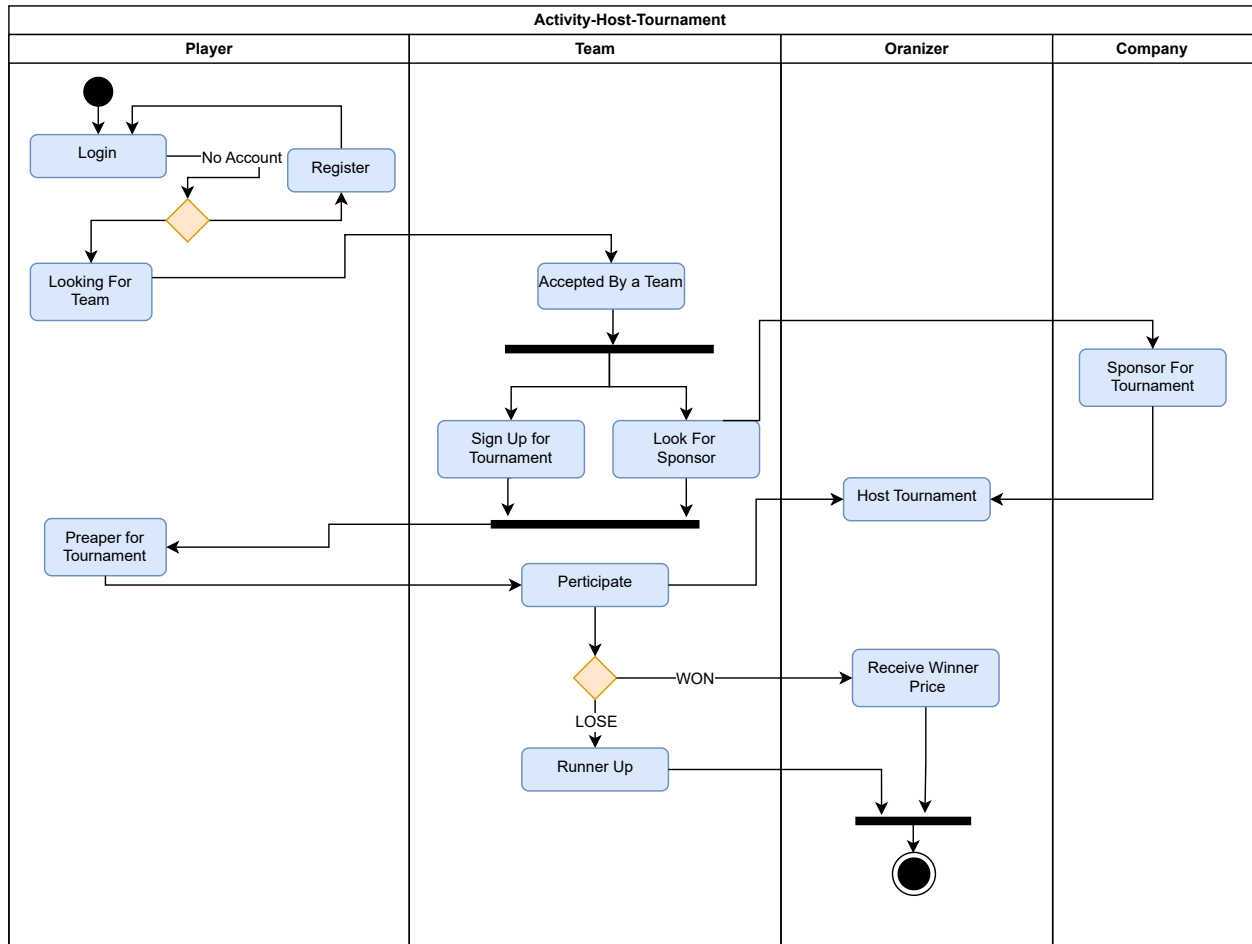 Activity-Host-Tournament
Player
Team
Oranizer
Company
Login
No Account
Register
Looking For
Team
Accepted By a Team
Sponsor For
Tournament
Sign Up for
Tournament
Look For
Sponsor
Host Tournament
Preaper for
Tournament
Perticipate
WON
Receive Winner
Price
LOSE
Runner Up